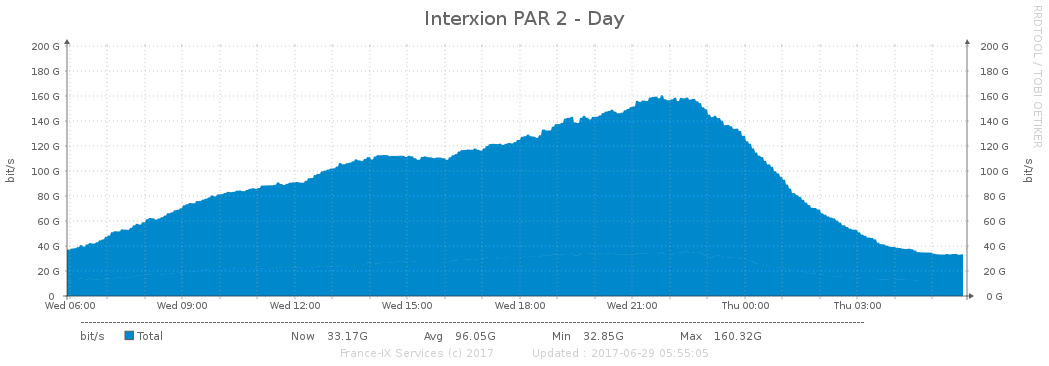 Interxion PAR 2 - Day
RRDTOOL / TOBI OETIKER
bit/s
bit/s
200 G 200 G
180 G 180 G
160 G 160 G
140 G 140 G
120 G 120 G
100 G 100 G
80 G 80 G
60 G 60 G
40 G 40 G
20 G 20 G
0 0 G
Wed 06:00 Wed 09:00 Wed 12:00 Wed 15:00 Wed 18:00 Wed 21:00 Thu 00:00 Thu 03:00
bit/s Total Now 33.17G Avg 96.05G Min 32.85G Max 160.32G
France-IX Services (c) 2017 Updated : 2017-06-29 05:55:05